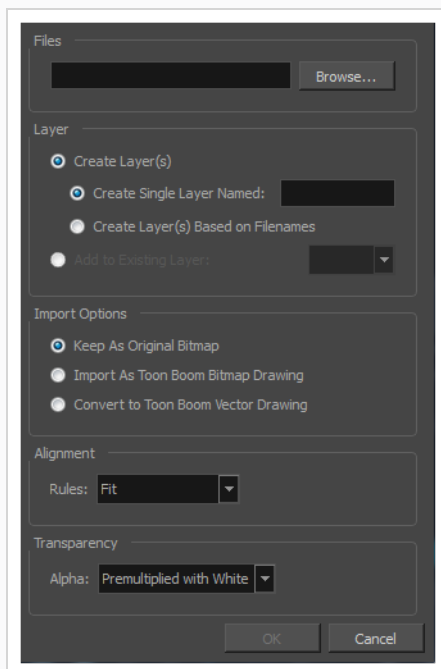 Files
Browse...
Layer
Create Layer(s)
Create Single Layer Named:
Create Layer(s) Based on Filenames
Add to Existing Layer:
Import Options
Keep As Original Bitmap
Import As Toon Boom Bitmap Drawing
Convert to Toon Boom Vector Drawing
Alignment
Rules: Fit
Transparency
Alpha: Premultiplied with White
OK Cancel